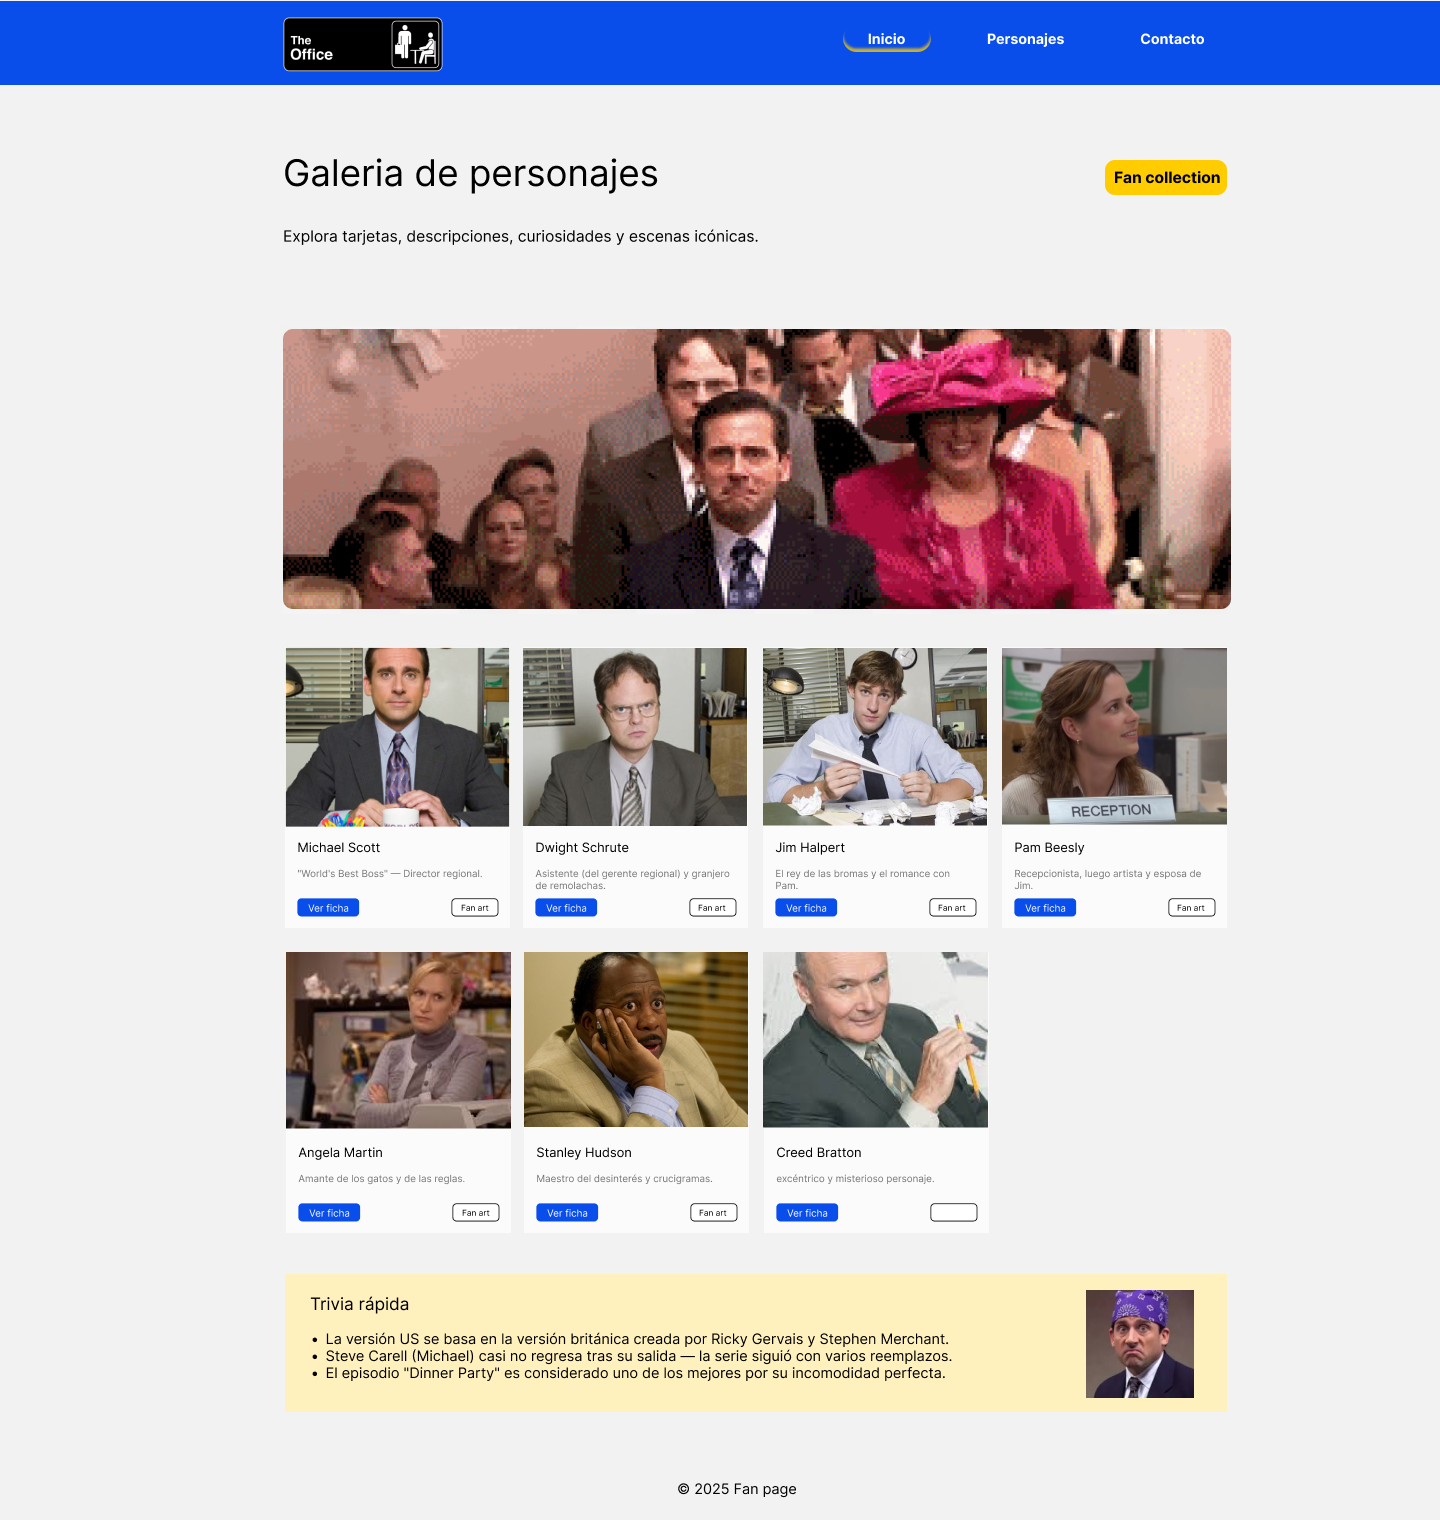 The
Office
Inicio
Personajes
Contacto
Galeria de personajes
Fan collection
Explora tarjetas, descripciones, curiosidades y escenas icónicas.
RECEPTION
Michael Scott
"World's Best Boss" — Director regional.
Ver ficha
Fan art
Dwight Schrute
Asistente (del gerente regional) y granjero
de remolachas.
Ver ficha
Fan art
Jim Halpert
El rey de las bromas y el romance con
Pam.
Ver ficha
Fan art
Pam Beesly
Recepcionista, luego artista y esposa de
Jim.
Ver ficha
Fan art
Angela Martin
Amante de los gatos y de las reglas.
Ver ficha
Fan art
Stanley Hudson
Maestro del desinterés y crucigramas.
Ver ficha
Fan art
Creed Bratton
excéntrico y misterioso personaje.
Ver ficha
Trivia rápida
• La versión US se basa en la versión británica creada por Ricky Gervais y Stephen Merchant.
• Steve Carell (Michael) casi no regresa tras su salida — la serie siguió con varios reemplazos.
• El episodio "Dinner Party" es considerado uno de los mejores por su incomodidad perfecta.
© 2025 Fan page